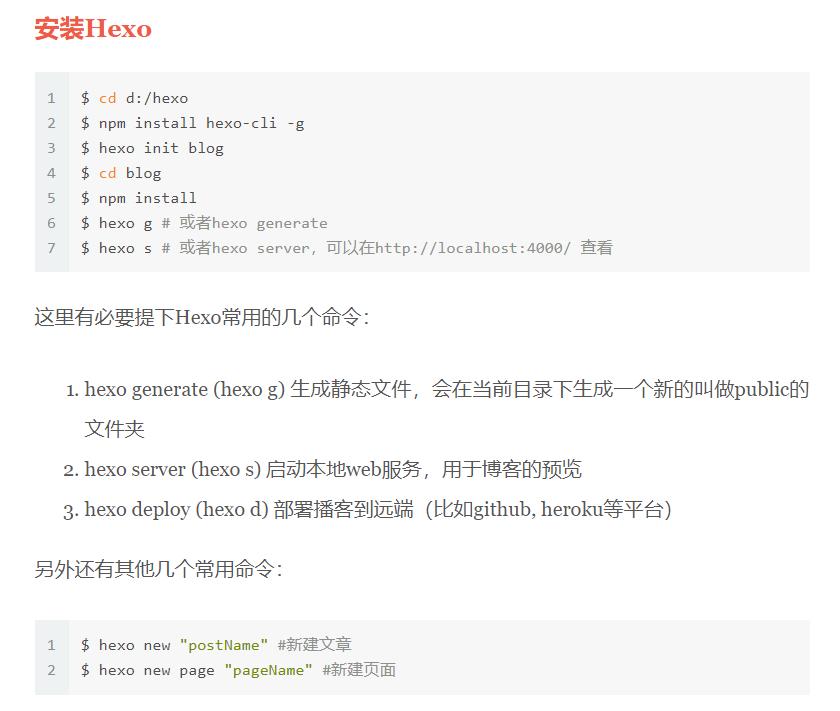 安装Hexo
1 $ cd d:/hexo
2 $ npm install hexo-cli -g
3 $ hexo init blog
4 $ cd blog
5 $ npm install
6 $ hexo g # 或者hexo generate
7 $ hexo s # 或者hexo server，可以在http://localhost:4000/ 查看
这里有必要提下Hexo常用的几个命令：
1. hexo generate (hexo g) 生成静态文件，会在当前目录下生成一个新的叫做public的
文件夹
2. hexo server (hexo s) 启动本地web服务，用于博客的预览
3. hexo deploy (hexo d) 部署播客到远端（比如github, heroku等平台）
另外还有其他几个常用命令：
1 $ hexo new "postName" #新建文章
2 $ hexo new page "pageName" #新建页面